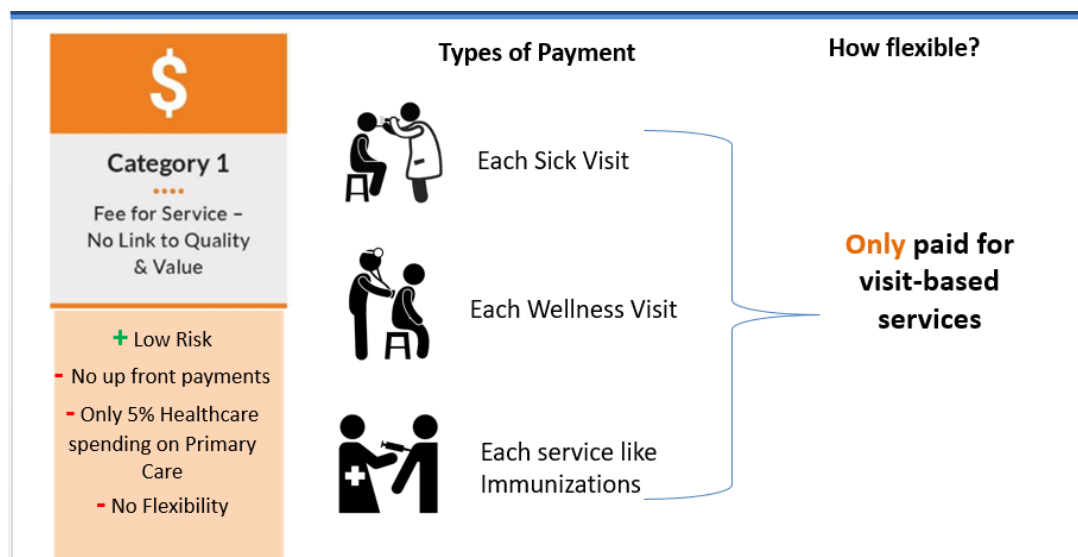 $
Category 1
Fee for Service –
No Link to Quality
& Value
+ Low Risk
- No up front payments
- Only 5% Healthcare
spending on Primary
Care
- No Flexibility
Types of Payment
Each Sick Visit
Each Wellness Visit
Each service like
Immunizations
How flexible?
Only paid for
visit-based
services